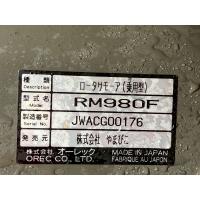 種類 Description ロータリモーア(乗用型)
型式名 Model RM980F
製造番号 Serial No. JWACG00176
発売元 株式会社 やまびこ
株式会社 オーレック MADE IN JAPAN
OREC CO., LTD. FABRIQUE AU JAPON